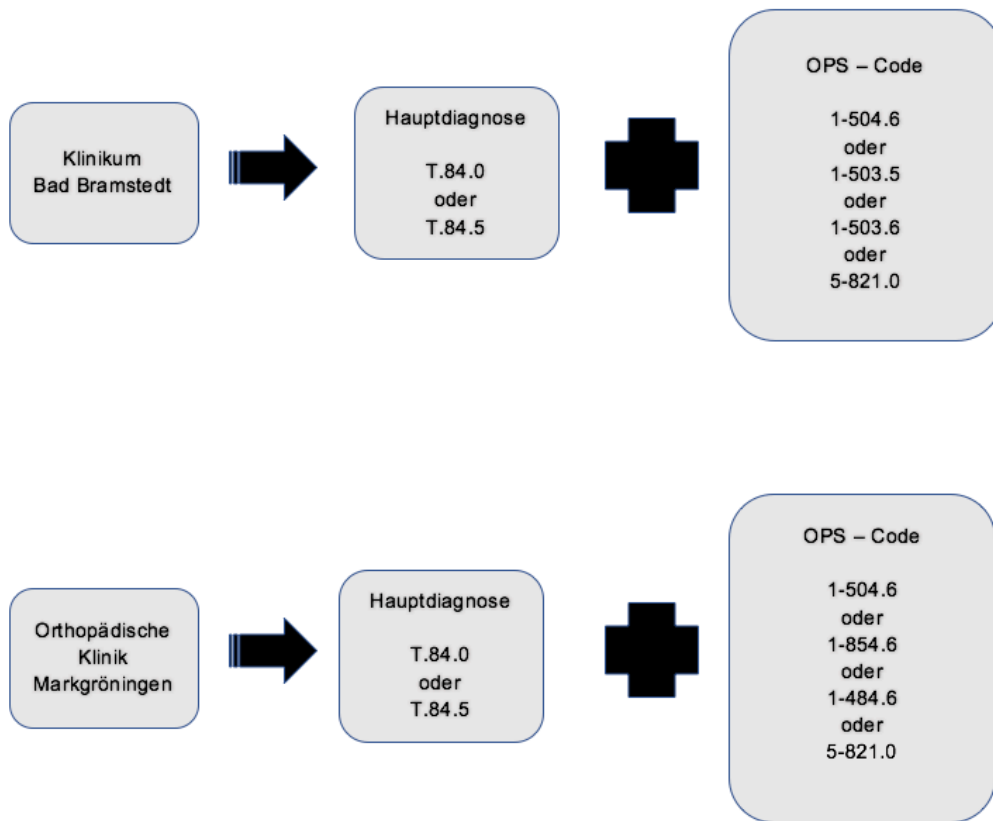 Klinikum
Bad Bramstedt
Hauptdiagnose
T.84.0
oder
T.84.5
OPS – Code
1-504.6
oder
1-503.5
oder
1-503.6
oder
5-821.0
Orthopädische
Klinik
Markgröningen
Hauptdiagnose
T.84.0
oder
T.84.5
OPS – Code
1-504.6
oder
1-854.6
oder
1-484.6
oder
5-821.0